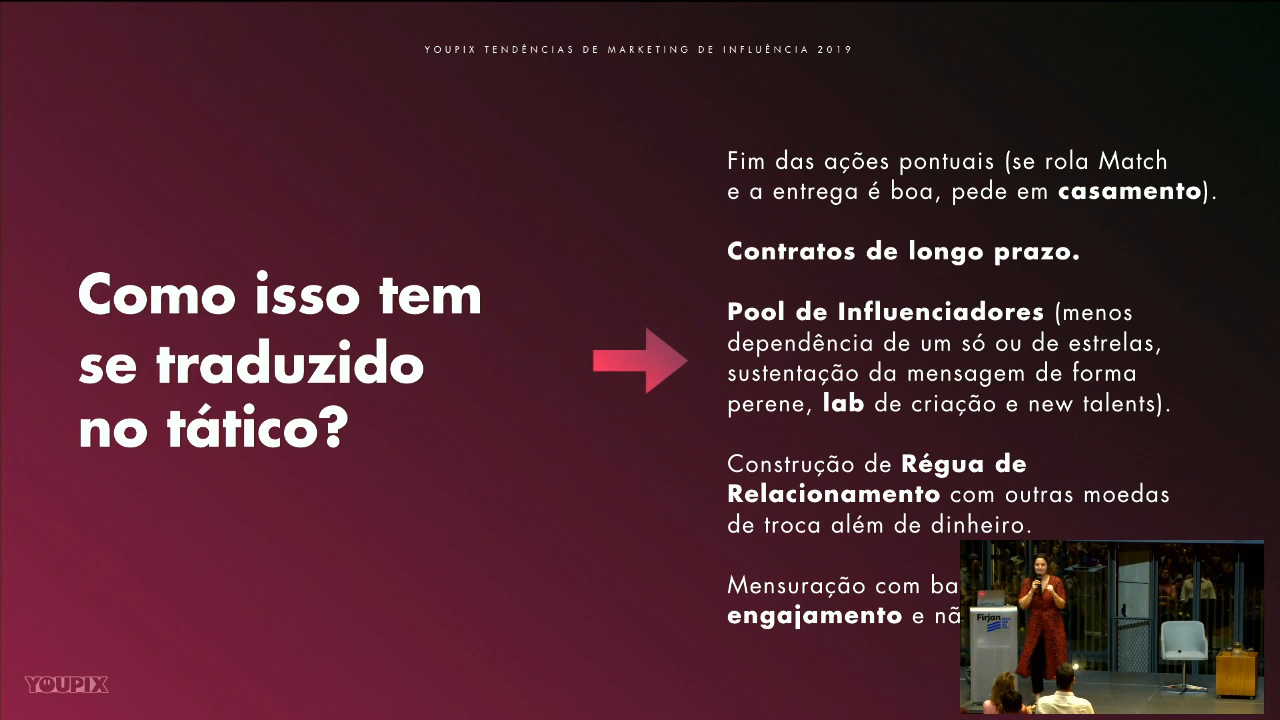 YOUPIX TENDÊNCIAS DE MARKETING DE INFLUÊNCIA 2019
Como isso tem
se traduzido
no tático?
Fim das ações pontuais (se rola Match
e a entrega é boa, pede em casamento).
Contratos de longo prazo.
Pool de Influenciadores (menos
dependência de um só ou de estrelas,
sustentação da mensagem de forma
perene, lab de criação e new talents).
Construção de Régua de
Relacionamento com outras moedas
de troca além de dinheiro.
Mensuração com
engajamento e
Firjan
YOUPIX